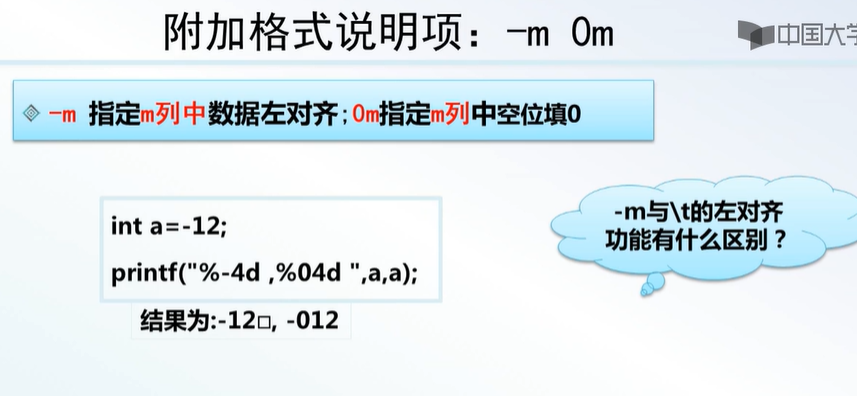 附加格式说明项：-m 0m
中国大学
-m 指定m列中数据左对齐;0m指定m列中空位填0
int a=-12;
printf("%-4d ,%04d ",a,a);
结果为:-12□, -012
-m与\t的左对齐
功能有什么区别？